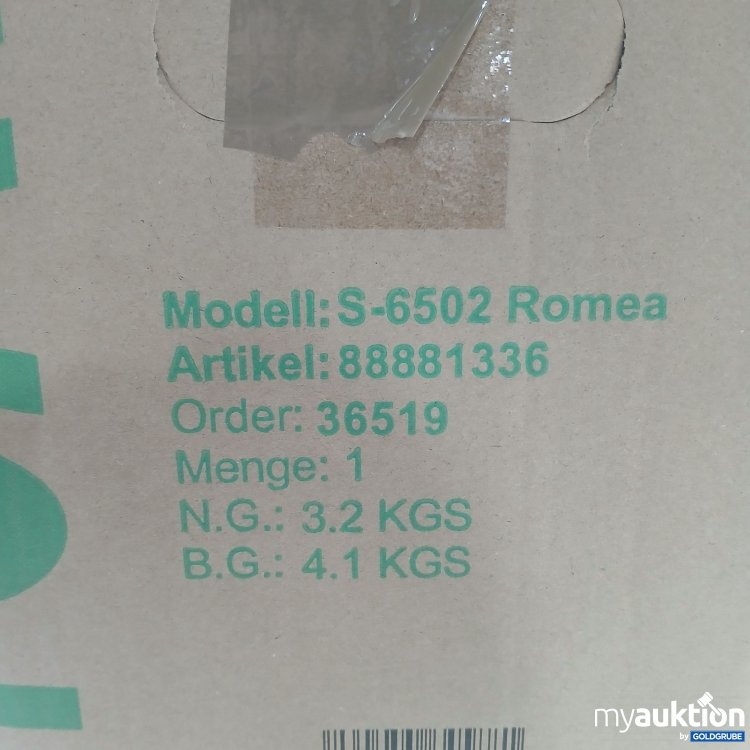 Modell: S-6502 Romea
Artikel: 88881336
Order: 36519
Menge: 1
N.G.: 3.2 KGS
B.G.: 4.1 KGS
myauktion
by GOLDGRUBE